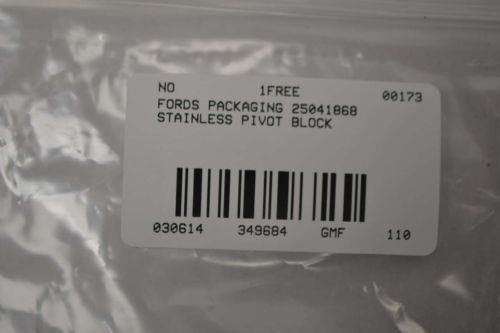 NO 1FREE 00173
FORDS PACKAGING 25041868
STAINLESS PIVOT BLOCK
030614 349684 GMF 110